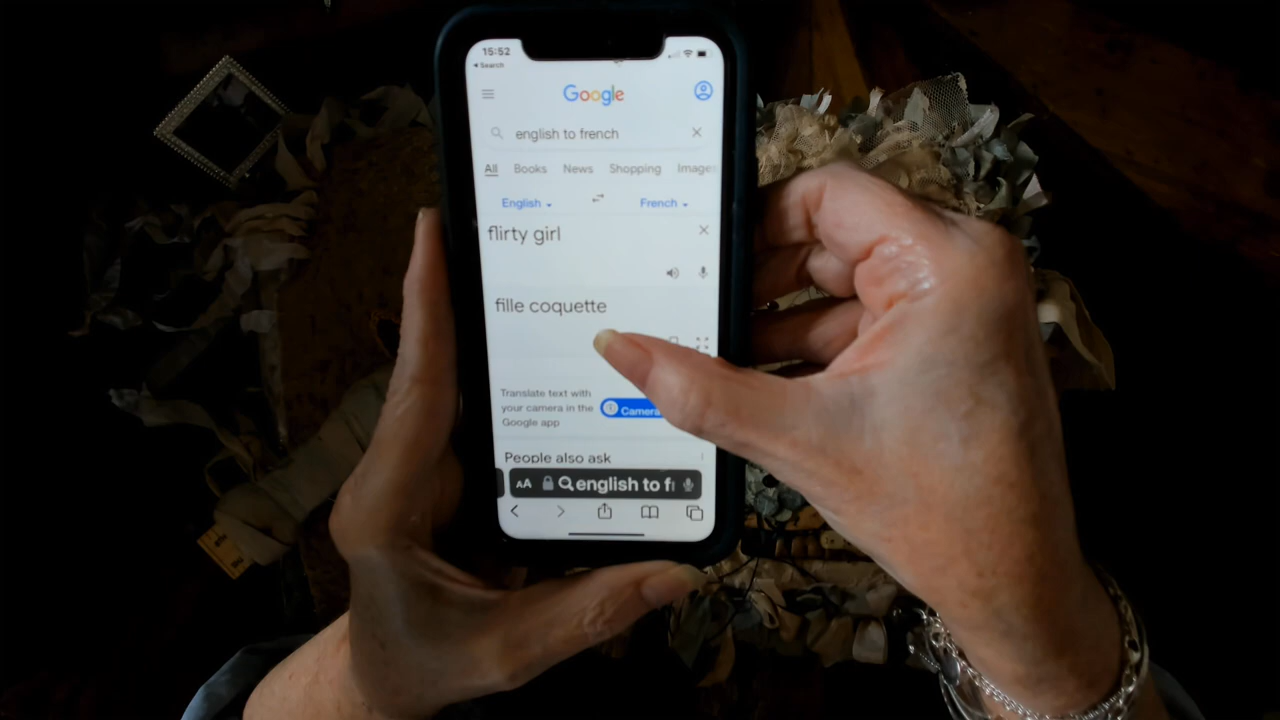 15:52
Search
Google
english to french
All Books News Shopping Images
English French
flirty girl
fille coquette
Translate text with
your camera in the
Google app
Camera
People also ask
AA english to f